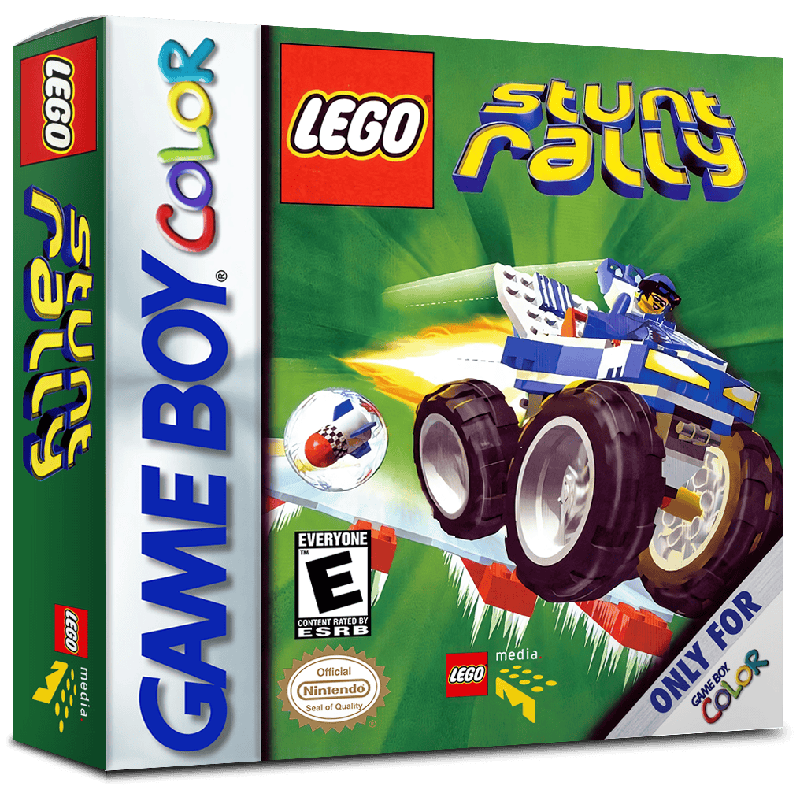 LEGO
stunt
rally
LEGO
media
GAME BOY COLOR®
LEGO®
stunt
rally
EVERYONE
™
E
CONTENT RATED BY
ESRB
Official
Nintendo
Seal of Quality
LEGO
media
ONLY FOR
GAME BOY
COLOR